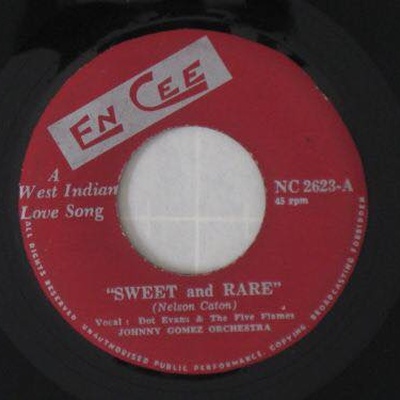 EN CEE
A
West Indian
Love Song
NC 2623-A
45 rpm
"SWEET and RARE"
(Nelson Caton)
Vocal : Dot Evans & The Five Flames
JOHNNY GOMEZ ORCHESTRA
ALL RIGHTS RESERVED UNAUTHORISED PUBLIC PERFORMANCE, COPYING BROADCASTING FORBIDDEN